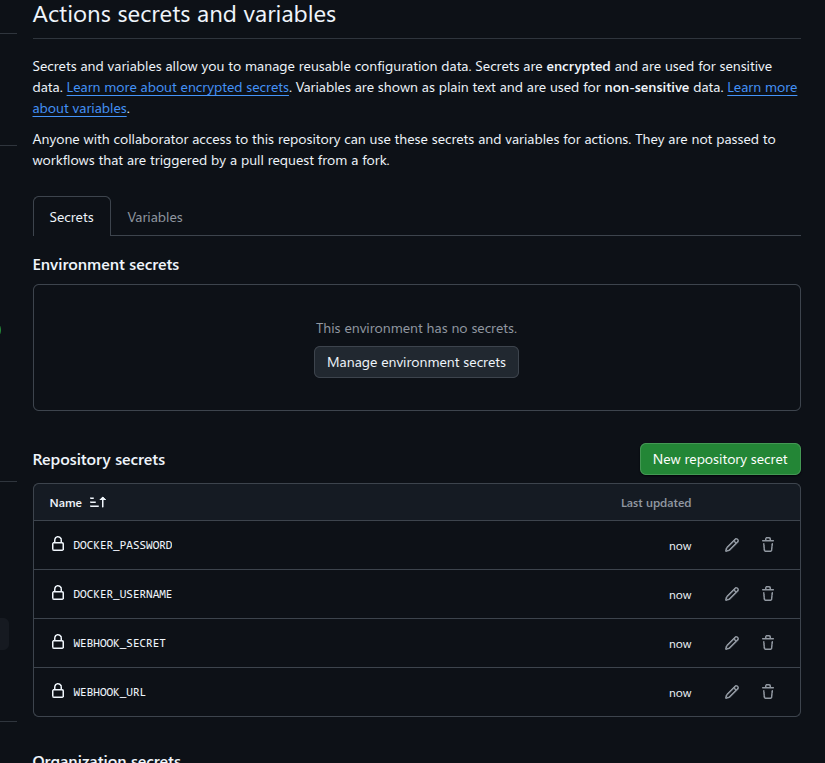 Actions secrets and variables
Secrets and variables allow you to manage reusable configuration data. Secrets are encrypted and are used for sensitive
data. Learn more about encrypted secrets. Variables are shown as plain text and are used for non-sensitive data. Learn more
about variables.
Anyone with collaborator access to this repository can use these secrets and variables for actions. They are not passed to
workflows that are triggered by a pull request from a fork.
Secrets Variables
Environment secrets
This environment has no secrets.
Manage environment secrets
Repository secrets New repository secret
Name Last updated
DOCKER_PASSWORD now
DOCKER_USERNAME now
WEBHOOK_SECRET now
WEBHOOK_URL now
Organization secrets